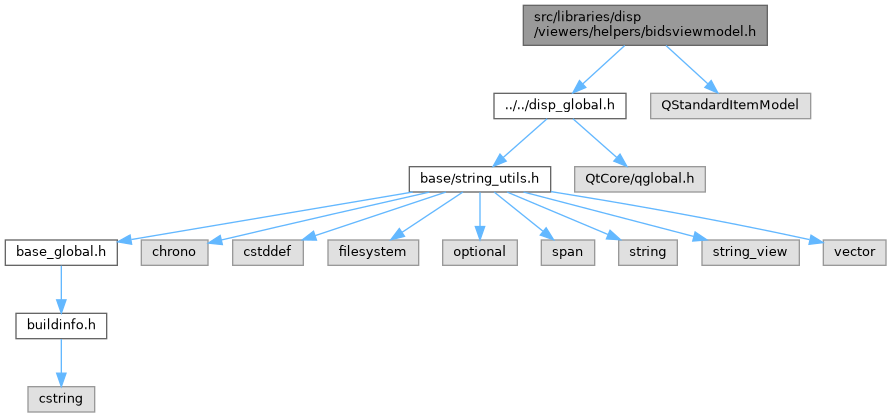 src/libraries/disp
/viewers/helpers/bidsviewmodel.h
../../disp_global.h
QStandardItemModel
base/string_utils.h
QtCore/qglobal.h
base_global.h
chrono
cstddef
filesystem
optional
span
string
string_view
vector
buildinfo.h
cstring